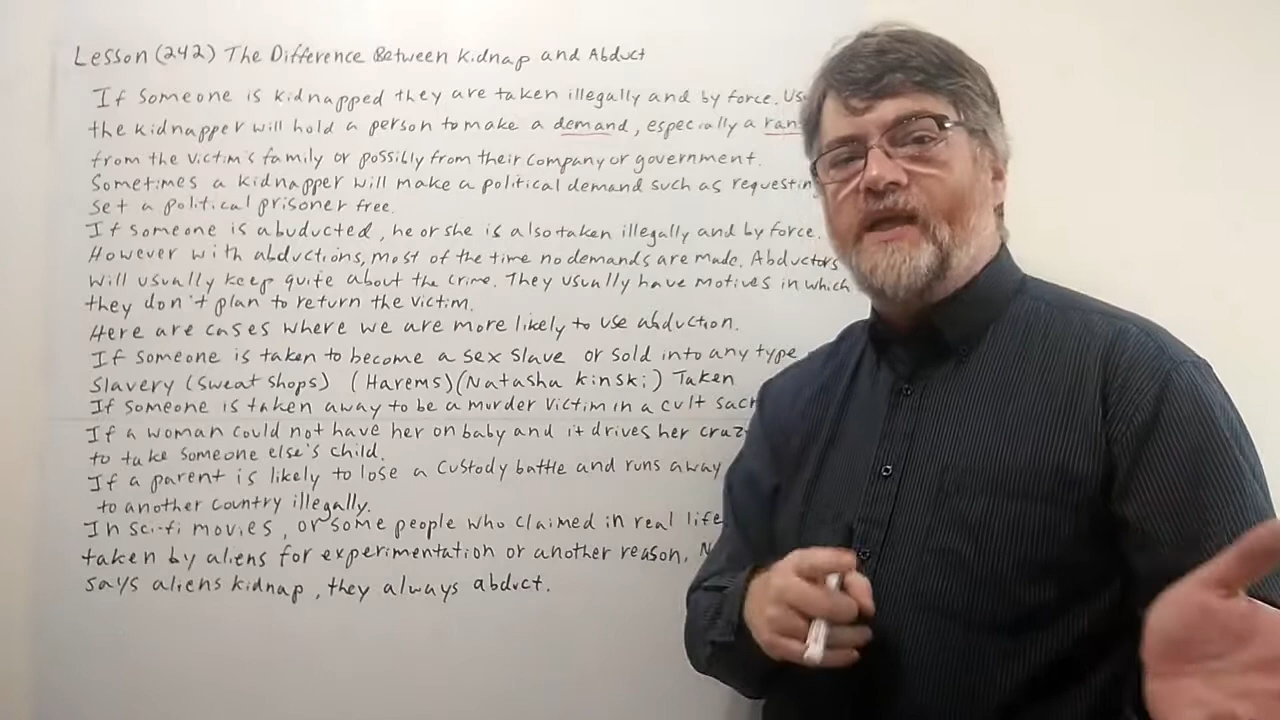 Lesson (242) The Difference Between Kidnap and Abduct
If someone is kidnapped they are taken illegally and by force.
the kidnapper will hold a person to make a demand, especially a
from the victim's family or possibly from their company or government.
Sometimes a kidnapper will make a political demand such as
set a political prisoner free.
If someone is abuducted, he or she is also taken illegally and by force.
However with abductions, most of the time no demands are made. Abductors
will usually keep quite about the crime. They usually have motives in which
they don't plan to return the victim.
Here are cases where we are more likely to use abduction.
If someone is taken to become a sex slave or sold into any type
slavery (sweat shops) (Harems) (Natasha Kinski) Taken
If someone is taken away to be a murder victim in a cult
If a woman could not have her on baby and it drives her
to take someone else's child.
If a parent is likely to lose a custody battle and runs away
to another country illegally.
In sci-fi movies, or some people who claimed in real life
taken by aliens for experimentation or another reason,
says aliens kidnap, they always abduct.